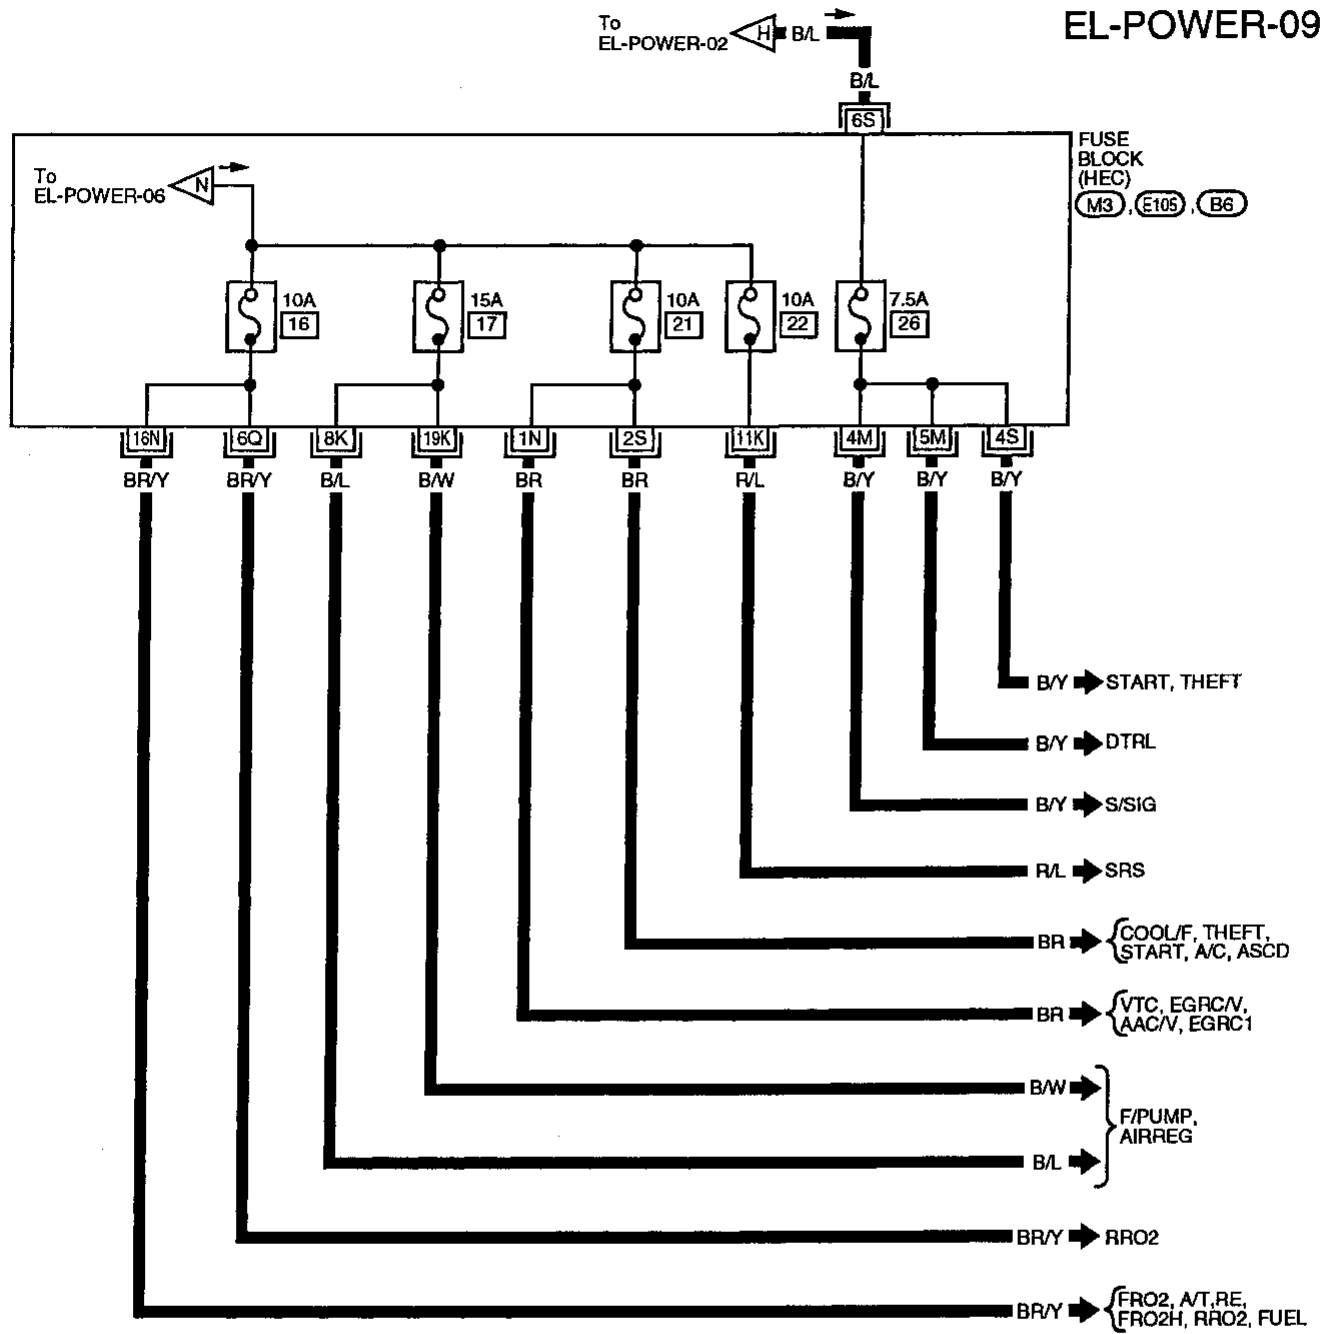 EL-POWER-09
To
EL-POWER-02
H
B/L
B/L
6S
FUSE
BLOCK
(HEC)
M3 , E105 , B6
To
EL-POWER-06
N
10A
16
15A
17
10A
21
10A
22
7.5A
26
16N 6Q 8K 19K 1N 2S 11K 4M 5M 4S
BR/Y BR/Y B/L B/W BR BR R/L B/Y B/Y B/Y
B/Y START, THEFT
B/Y DTRL
B/Y S/SIG
R/L SRS
BR COOL/F, THEFT,
START, A/C, ASCD
BR VTC, EGRC/V,
AAC/V, EGRC1
B/W
F/PUMP,
AIRREG
B/L
BR/Y RRO2
BR/Y FRO2, A/T,RE,
FRO2H, RRO2, FUEL